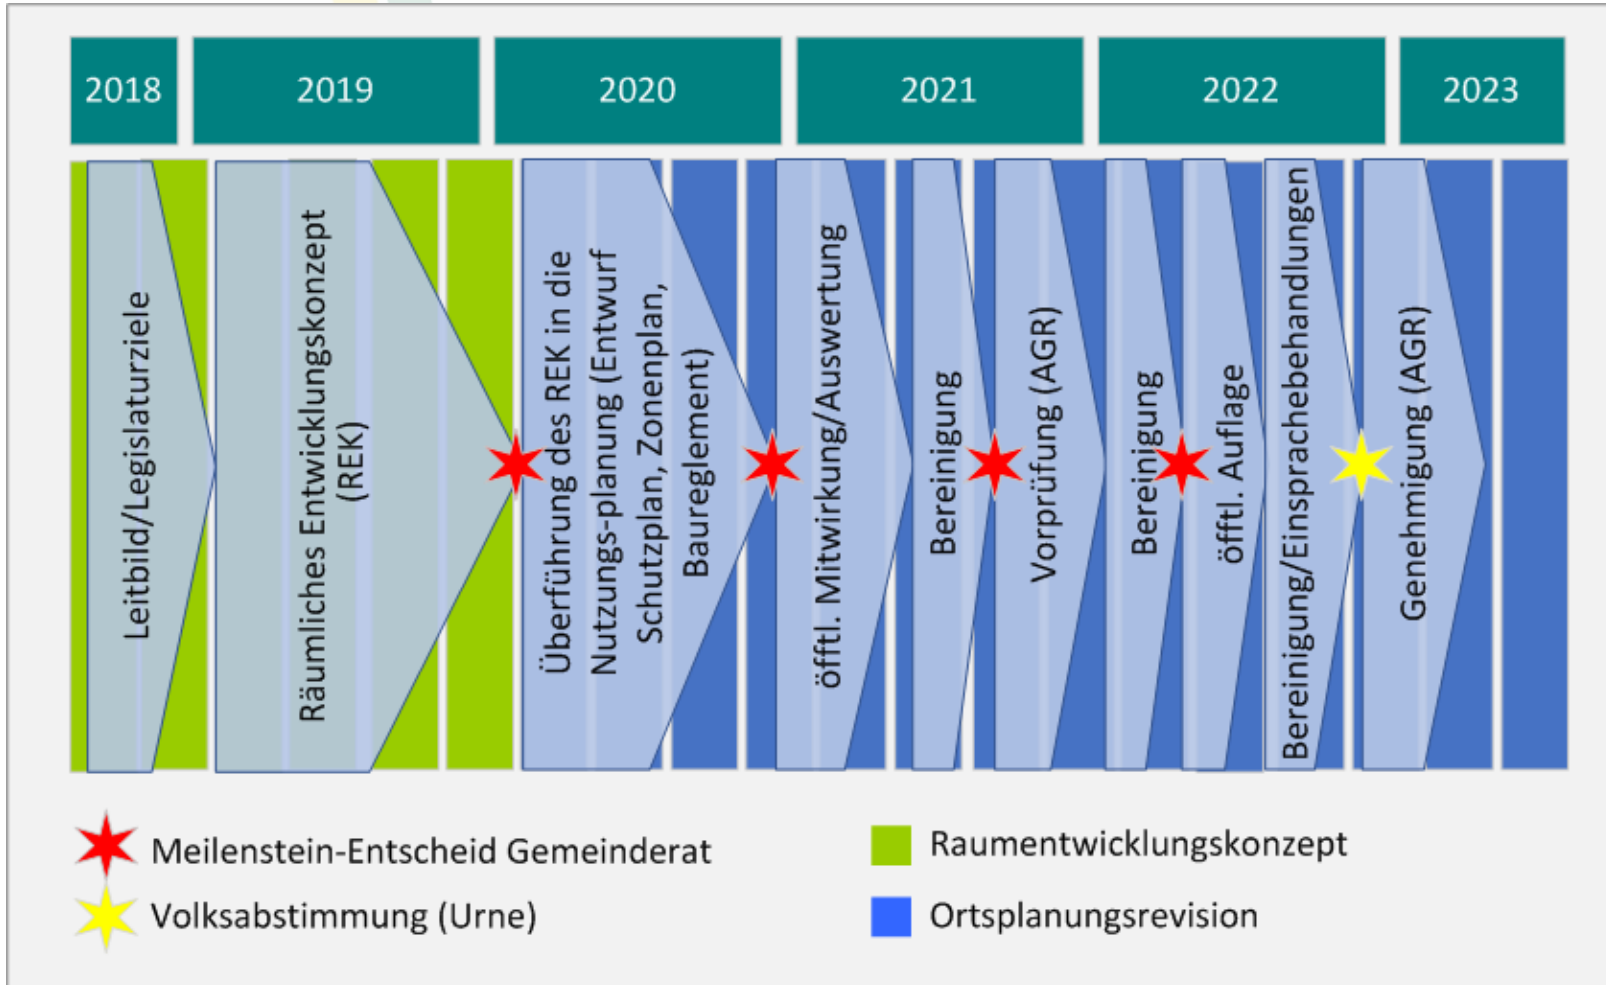 2018
2019
2020
2021
2022
2023
Leitbild/Legislaturziele
Räumliches Entwicklungskonzept
(REK)
Überführung des REK in die
Nutzungs-planung (Entwurf
Schutzplan, Zonenplan,
Baureglement)
öfftl. Mitwirkung/Auswertung
Bereinigung
Vorprüfung (AGR)
Bereinigung
öfftl. Auflage
Bereinigung/Einsprachebehandlungen
Genehmigung (AGR)
Meilenstein-Entscheid Gemeinderat
Volksabstimmung (Urne)
Raumentwicklungskonzept
Ortsplanungsrevision